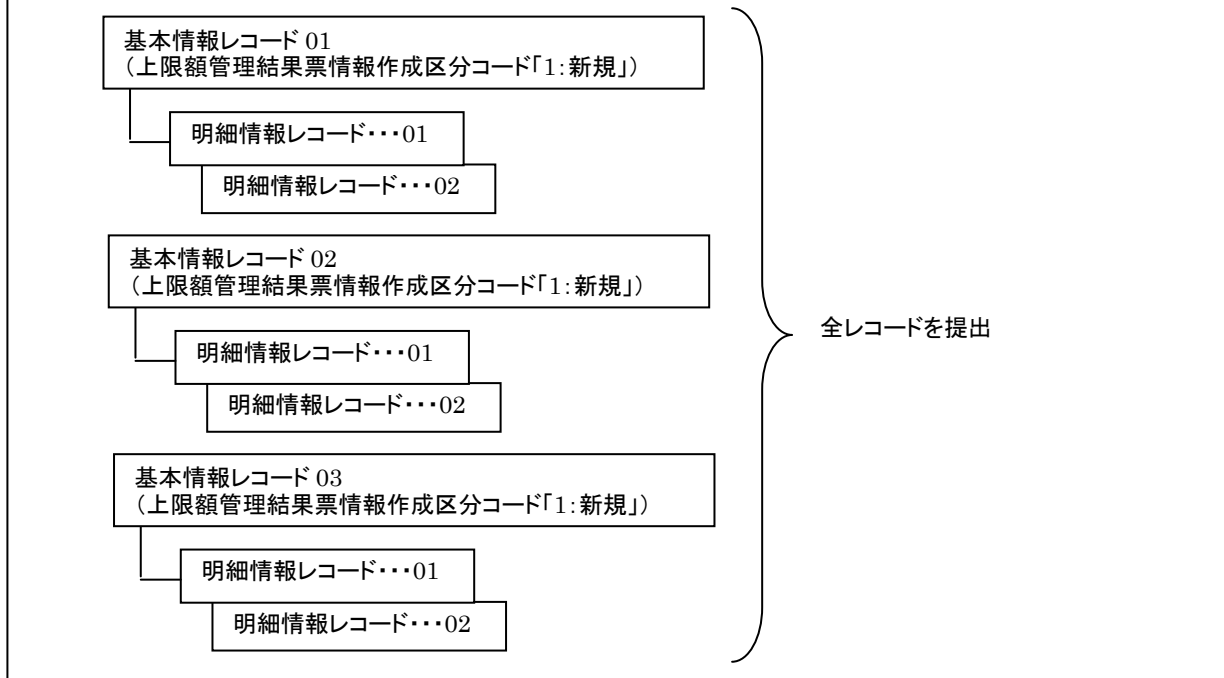 基本情報レコード 01
（上限額管理結果票情報作成区分コード「1：新規」）
明細情報レコード・・・01
明細情報レコード・・・02
基本情報レコード 02
（上限額管理結果票情報作成区分コード「1：新規」）
明細情報レコード・・・01
明細情報レコード・・・02
全レコードを提出
基本情報レコード 03
（上限額管理結果票情報作成区分コード「1：新規」）
明細情報レコード・・・01
明細情報レコード・・・02